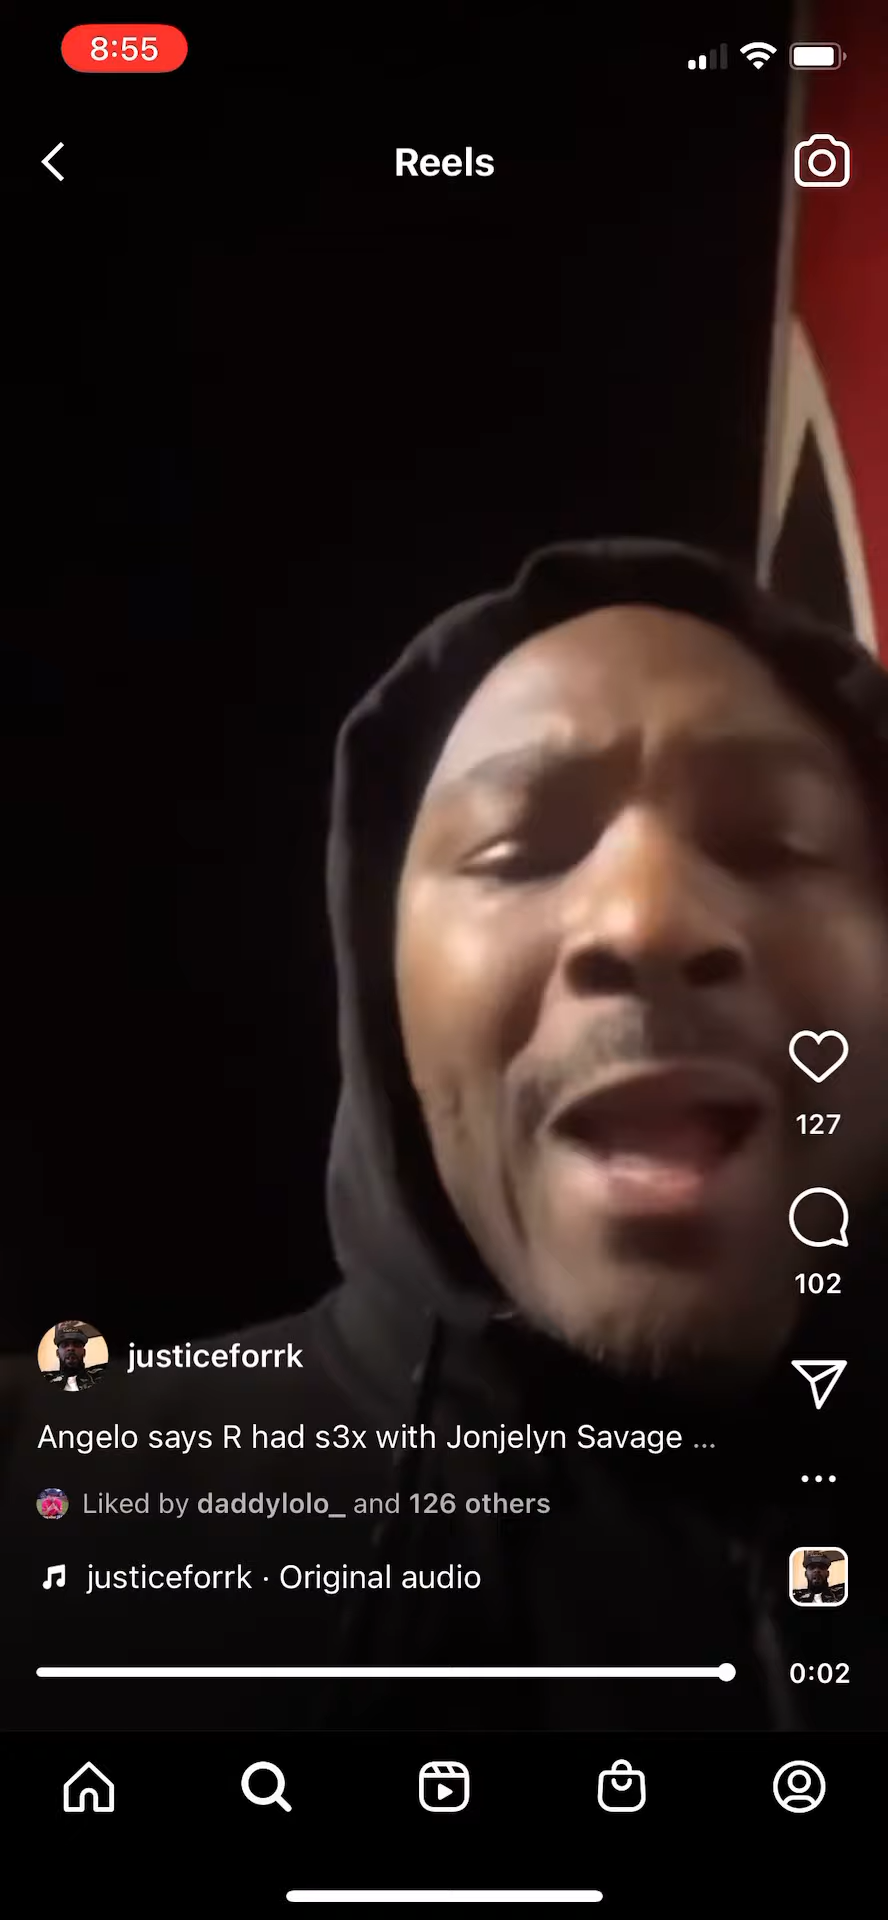 8:55
Reels
127
102
justiceforrk
Angelo says R had s3x with Jonjelyn Savage ...
Liked by daddylolo_ and 126 others
justiceforrk · Original audio
0:02